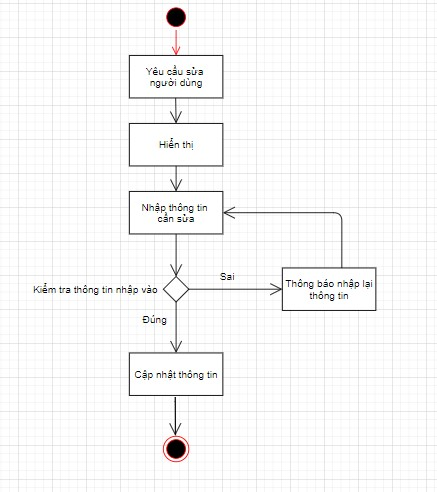 Yêu cầu sửa
người dùng
Hiển thị
Nhập thông tin
cần sửa
Sai
Kiểm tra thông tin nhập vào
Thông báo nhập lại
thông tin
Đúng
Cập nhật thông tin